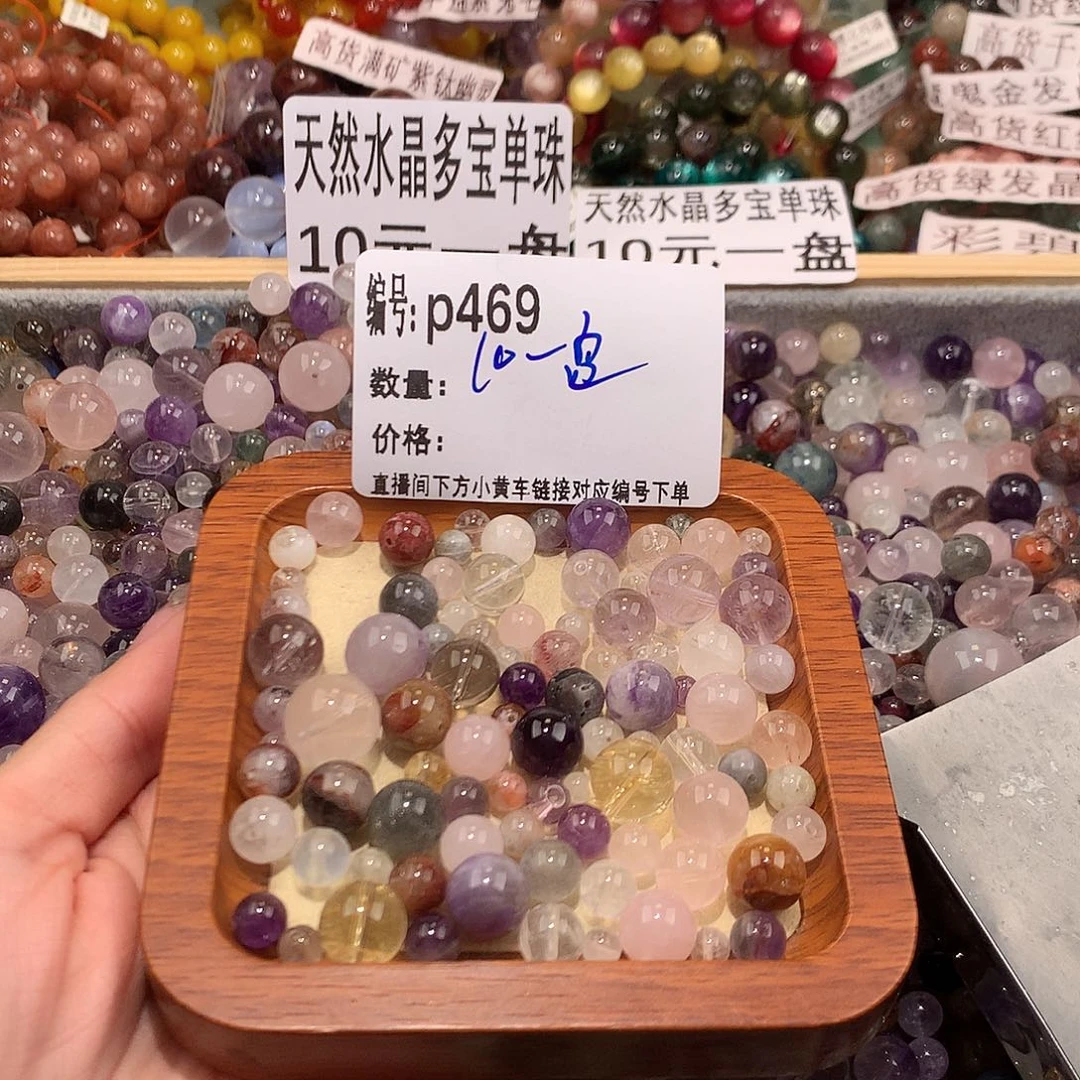 高货满矿紫钛幽灵
天然水晶多宝单珠
10元一盘
天然水晶多宝单珠
10元一盘
编号:p469
数量:10一盘
价格:
直播间下方小黄车链接对应编号下单
高货红
高货绿发晶
彩碧